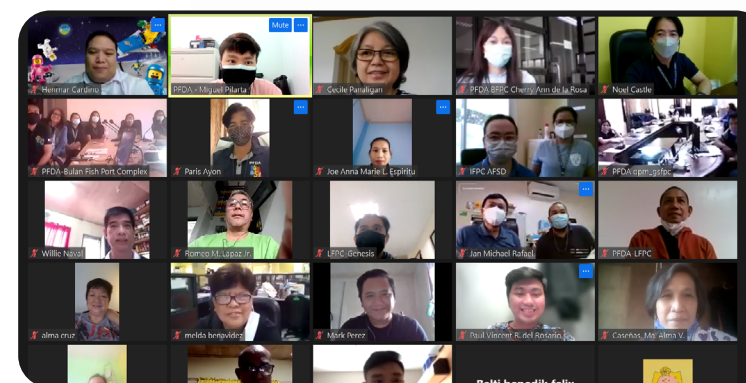 Henmar Cardino
Mute
PFDA - Miguel Pilarta
Cecile Panaligan
PFDA BFPC Cherry Ann de la Rosa
Noel Castle
PFDA-Bulan Fish Port Complex
Paris Ayon
Joe Anna Marie L. Espiritu
IFPC AFSD
PFDA opm_gsfpc
Willie Naval
Romeo M. Lapaz Jr.
LFPC-Genesis
Jan Michael Rafael
PFDA-LFPC
alma cruz
melda benavidez
Mark Perez
Paul Vincent B. del Rosario
Caseñas, Ma. Alma V.